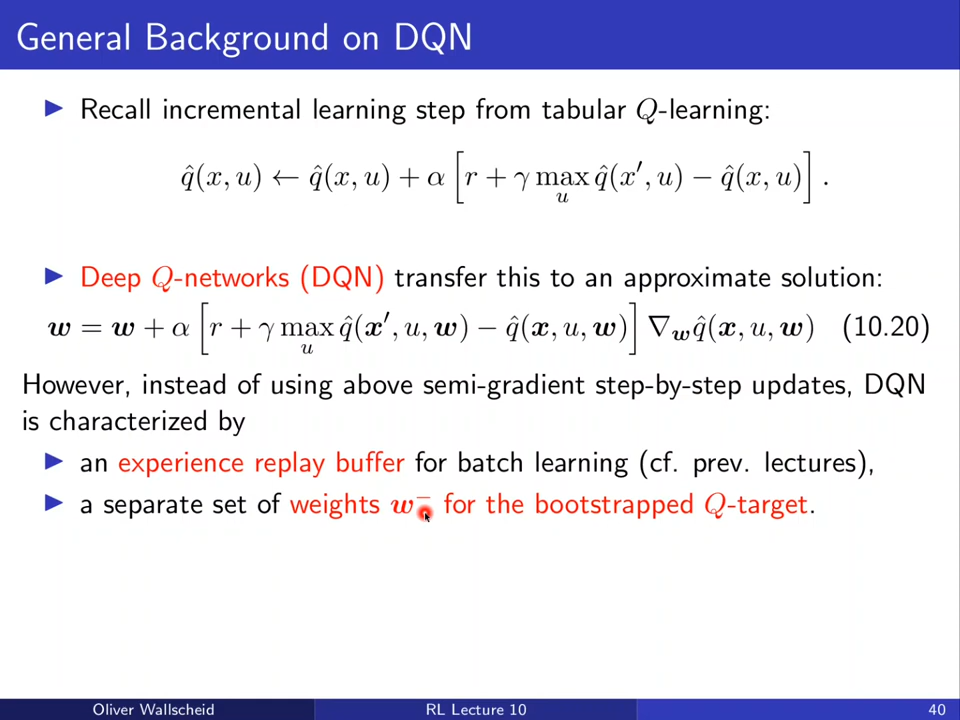 General Background on DQN
▶ Recall incremental learning step from tabular Q-learning:
q̂(x, u) ← q̂(x, u) + α [r + γ max_u q̂(x′, u) − q̂(x, u)] .
▶ Deep Q-networks (DQN) transfer this to an approximate solution:
w = w + α [r + γ max_u q̂(x′, u, w) − q̂(x, u, w)] ∇_w q̂(x, u, w) (10.20)
However, instead of using above semi-gradient step-by-step updates, DQN
is characterized by
▶ an experience replay buffer for batch learning (cf. prev. lectures),
▶ a separate set of weights w⁻ for the bootstrapped Q-target.
Oliver Wallscheid RL Lecture 10 40